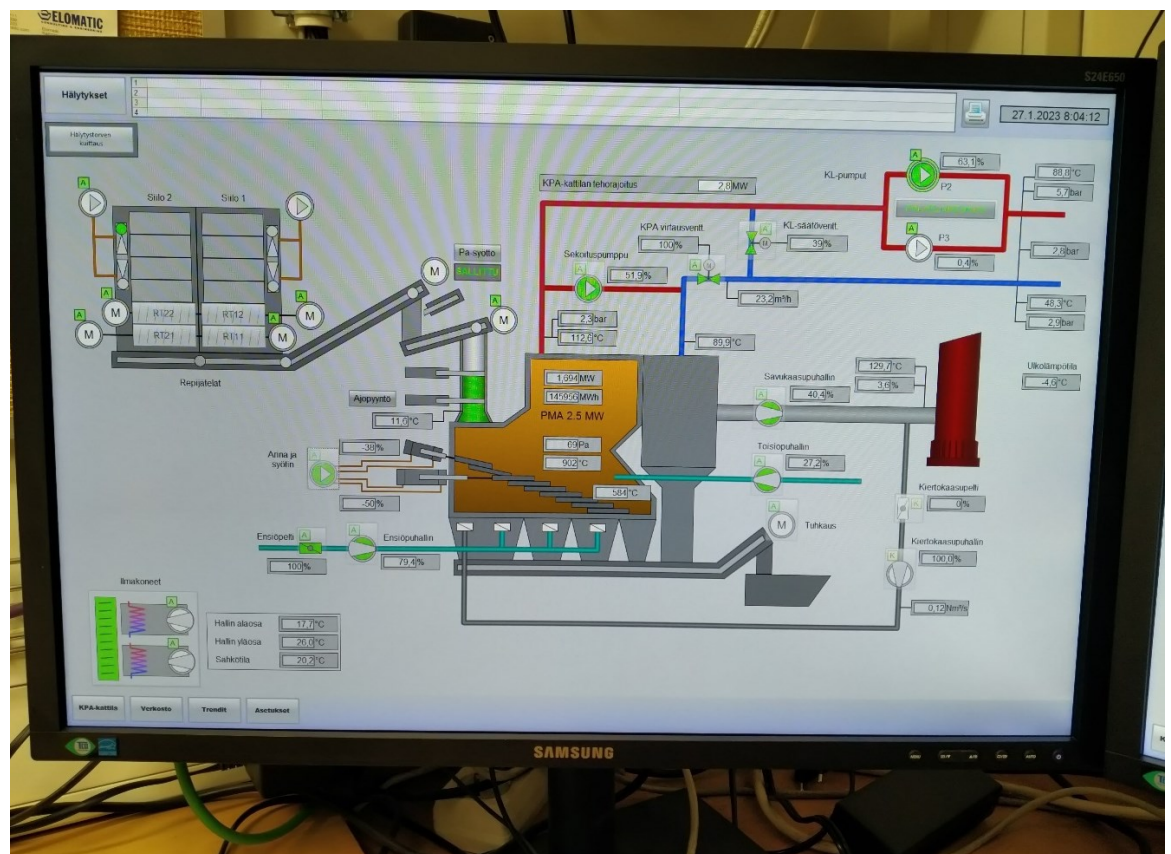 ELOMATIC
S24E650
Hälytykset
1
2
3
4
27.1.2023 8:04:12
Hälytystorven
kuittaus
KPA-kattilan tehorajoitus 2,8 MW
KL-pumput
A
63,1 %
P2
88,8 °C
5,7 bar
A
P3
0,4 %
2,8 bar
48,3 °C
2,9 bar
A
Siilo 2
Siilo 1
RT22
RT12
RT21
RT11
A
M
A
M
A
M
A
M
Repijätelat
M
Pa-syöttö
SALLITTU
A
M
KPA virtausventt.
100 %
A
M
23,2 m³/h
A
M
KL-säätöventt.
39 %
Sekoituspumppu
A
51,9 %
2,3 bar
112,6 °C
89,9 °C
Ajopyyntö
11,0 °C
1,694 MW
145956 MWh
PMA 2.5 MW
69 Pa
902 °C
584 °C
Savukaasupuhallin
A
40,4 %
129,7 °C
3,6 %
Ulkolämpötila
-4,6 °C
Arina ja
syötin
A
-38 %
-50 %
Toisiopuhallin
A
27,2 %
Kiertokaasupelti
A
0 %
Ensiöpelti
A
100 %
A
Ensiöpuhallin
79,4 %
A
M
Tuhkaus
Kiertokaasupuhallin
K
100,0 %
0,12 Nm³/s
Ilmakoneet
A
A
Hallin alaosa 17,7 °C
Hallin yläosa 26,0 °C
Sähkötila 20,2 °C
KPA-kattila
Verkosto
Trendit
Asetukset
SAMSUNG